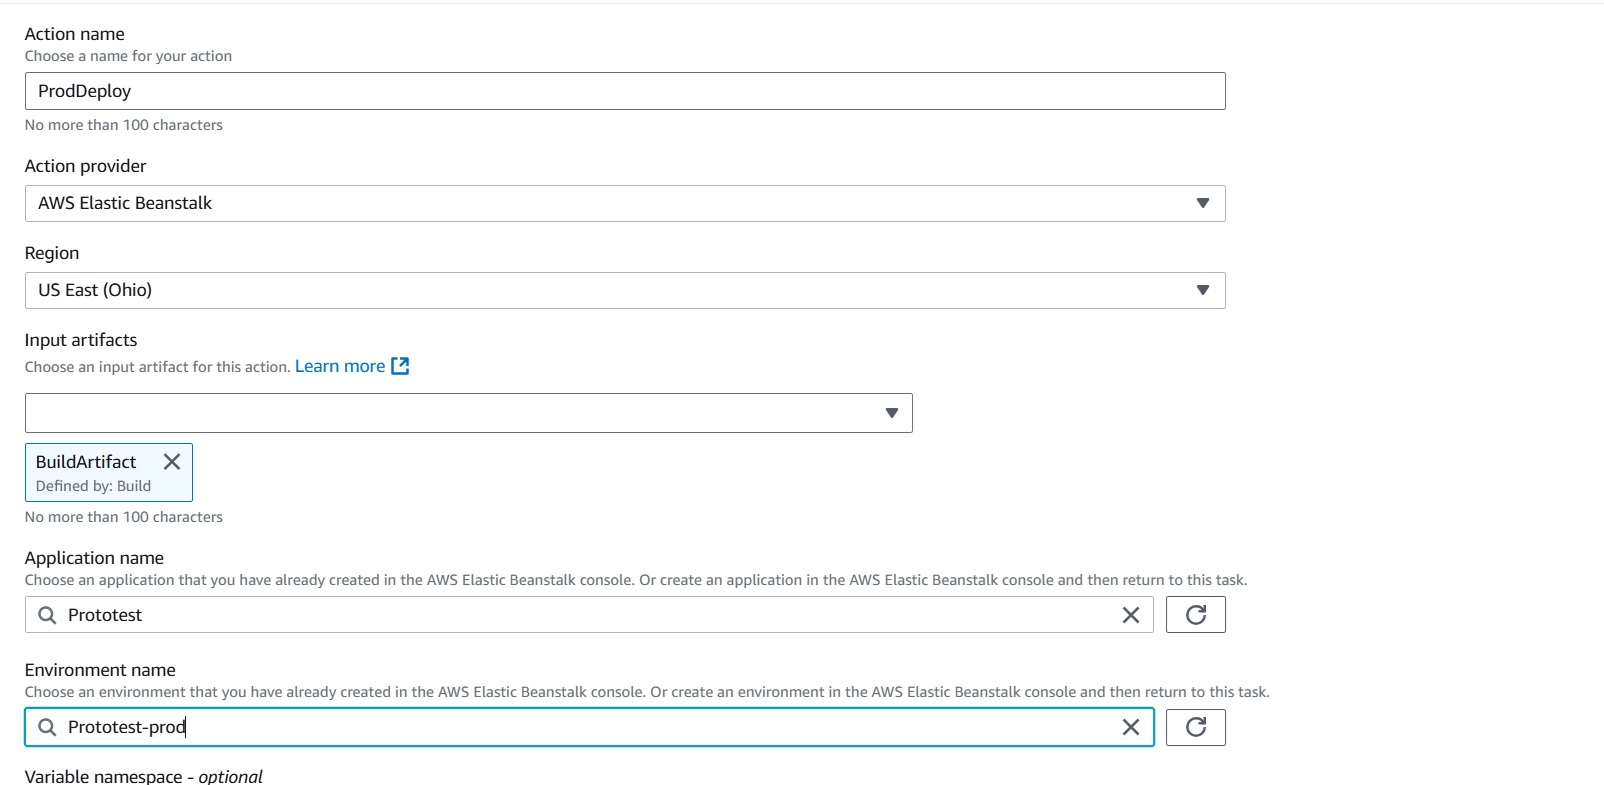 Action name
Choose a name for your action
ProdDeploy
No more than 100 characters
Action provider
AWS Elastic Beanstalk
Region
US East (Ohio)
Input artifacts
Choose an input artifact for this action. Learn more
BuildArtifact
Defined by: Build
No more than 100 characters
Application name
Choose an application that you have already created in the AWS Elastic Beanstalk console. Or create an application in the AWS Elastic Beanstalk console and then return to this task.
Prototest
Environment name
Choose an environment that you have already created in the AWS Elastic Beanstalk console. Or create an environment in the AWS Elastic Beanstalk console and then return to this task.
Prototest-prod
Variable namespace - optional